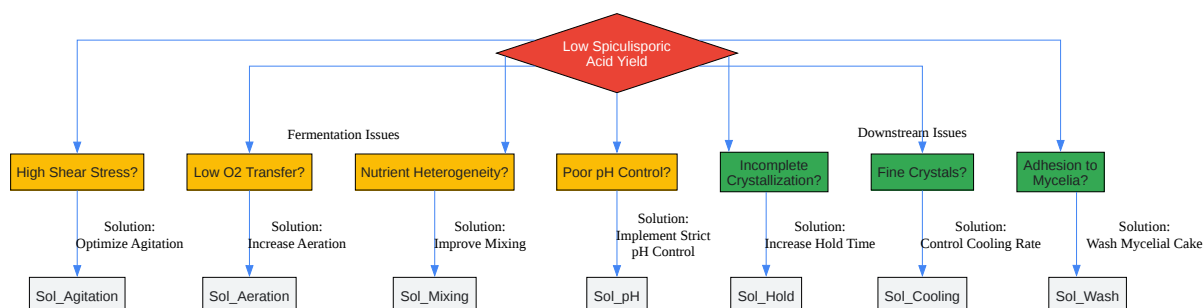 Low Spiculisporic
Acid Yield
Fermentation Issues
Downstream Issues
High Shear Stress?
Low O2 Transfer?
Nutrient Heterogeneity?
Poor pH Control?
Incomplete
Crystallization?
Fine Crystals?
Adhesion to
Mycelia?
Solution:
Optimize Agitation
Solution:
Increase Aeration
Solution:
Improve Mixing
Solution:
Implement Strict
pH Control
Solution:
Increase Hold Time
Solution:
Control Cooling Rate
Solution:
Wash Mycelial Cake
Sol_Agitation
Sol_Aeration
Sol_Mixing
Sol_pH
Sol_Hold
Sol_Cooling
Sol_Wash